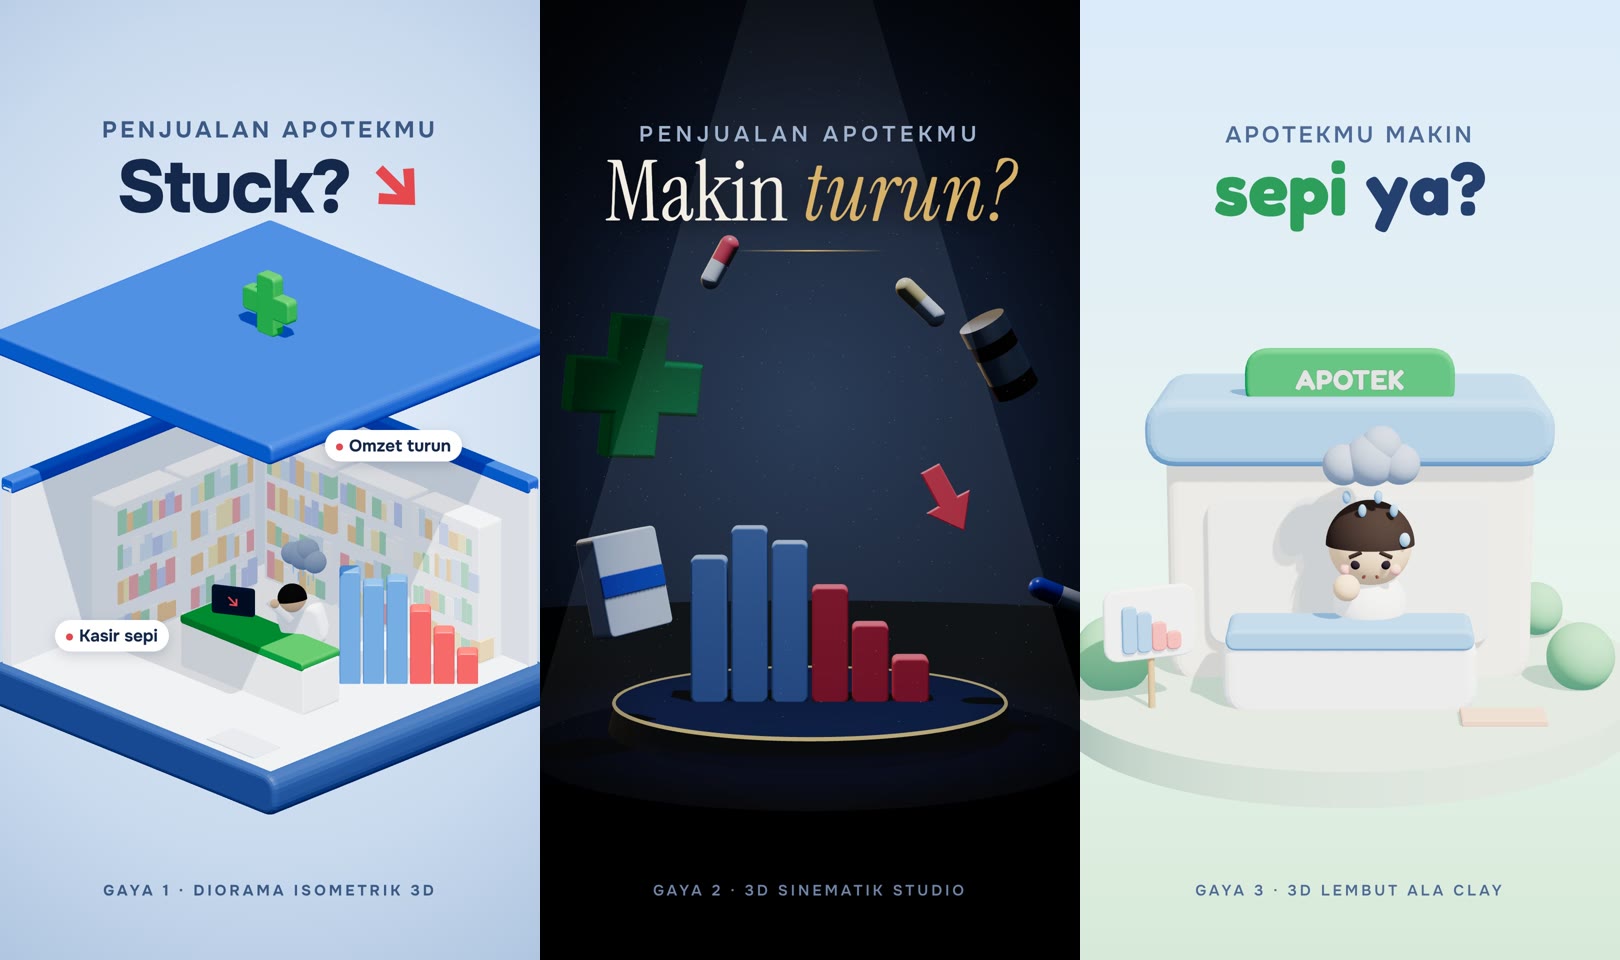 PENJUALAN APOTEKMU
Stuck?
Omzet turun
Kasir sepi
GAYA 1 · DIORAMA ISOMETRIK 3D
PENJUALAN APOTEKMU
Makin turun?
GAYA 2 · 3D SINEMATIK STUDIO
APOTEKMU MAKIN
sepi ya?
APOTEK
GAYA 3 · 3D LEMBUT ALA CLAY